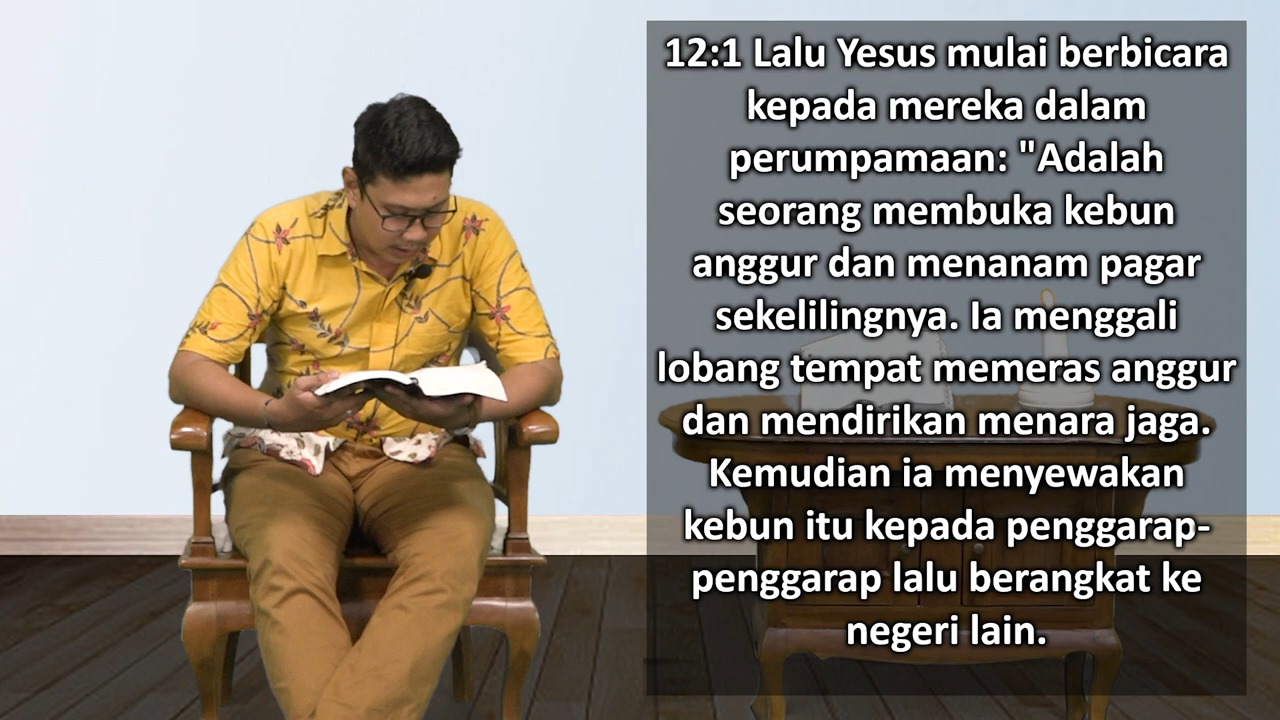 12:1 Lalu Yesus mulai berbicara
kepada mereka dalam
perumpamaan: "Adalah
seorang membuka kebun
anggur dan menanam pagar
sekelilingnya. Ia menggali
lobang tempat memeras anggur
dan mendirikan menara jaga.
Kemudian ia menyewakan
kebun itu kepada penggarap-
penggarap lalu berangkat ke
negeri lain.